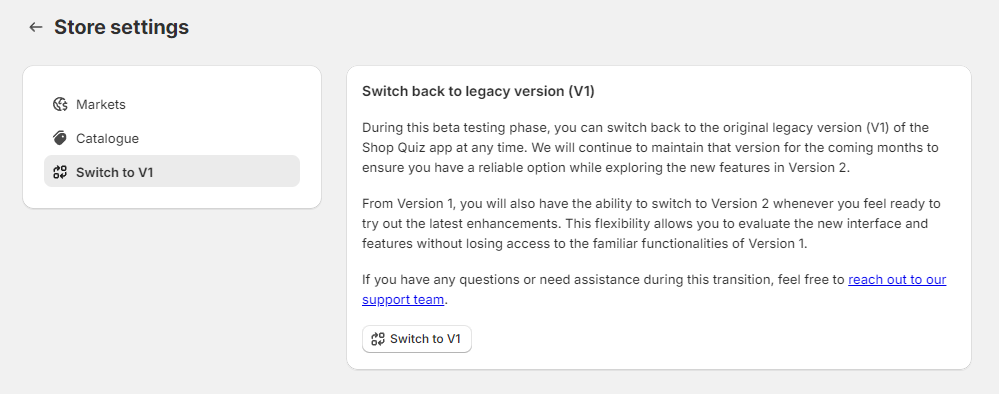 Store settings
Markets
Catalogue
Switch to V1
Switch back to legacy version (V1)
During this beta testing phase, you can switch back to the original legacy version (V1) of the
Shop Quiz app at any time. We will continue to maintain that version for the coming months to
ensure you have a reliable option while exploring the new features in Version 2.
From Version 1, you will also have the ability to switch to Version 2 whenever you feel ready to
try out the latest enhancements. This flexibility allows you to evaluate the new interface and
features without losing access to the familiar functionalities of Version 1.
If you have any questions or need assistance during this transition, feel free to reach out to our
support team.
Switch to V1